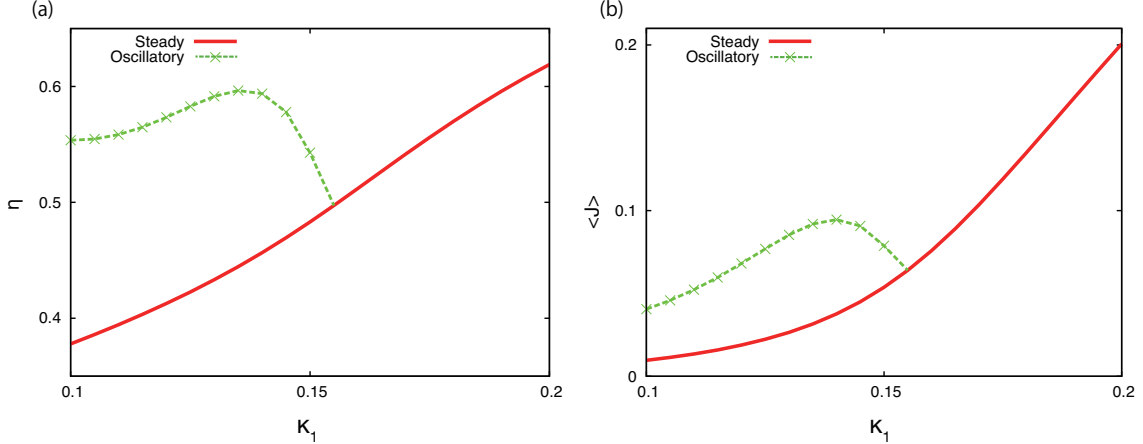 (a)
Steady
Oscillatory
0.6
0.5
0.4
η
0.1
0.15
0.2
κ1
(b)
Steady
Oscillatory
0.2
0.1
0
<J>
0.1
0.15
0.2
κ1